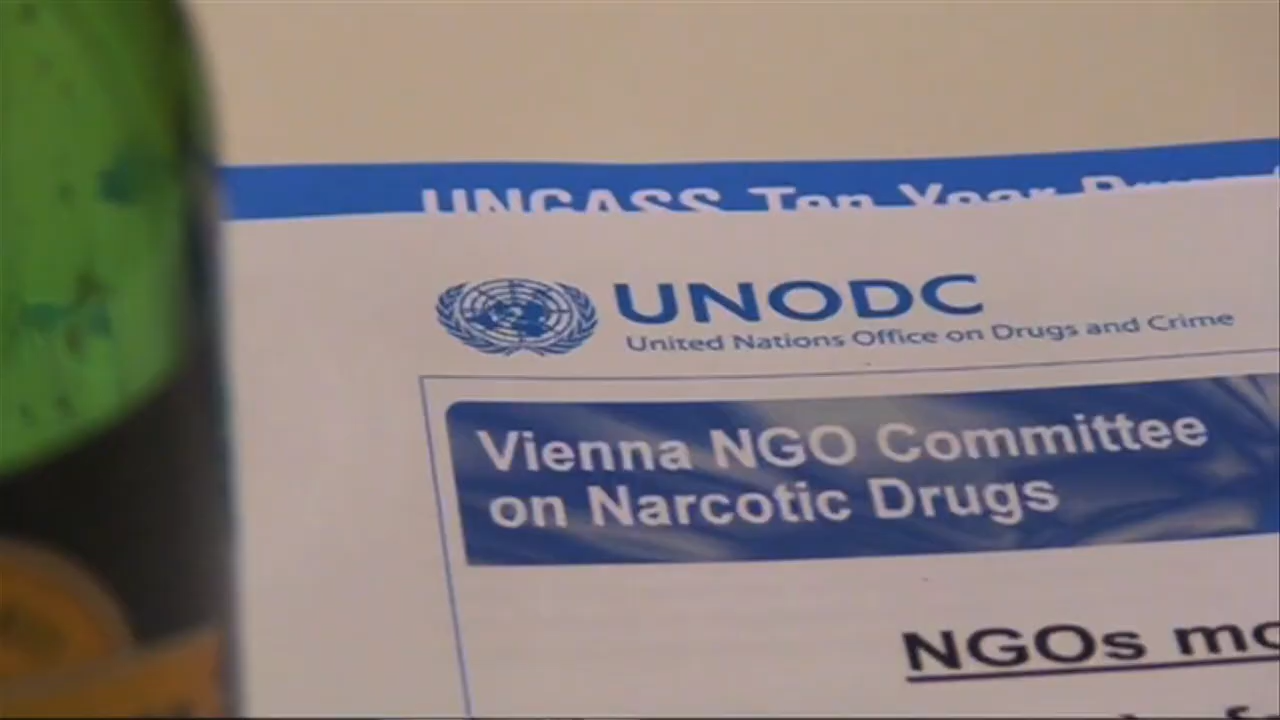 UNGASS Ten Year
UNODC
United Nations Office on Drugs and Crime
Vienna NGO Committee
on Narcotic Drugs
NGOs